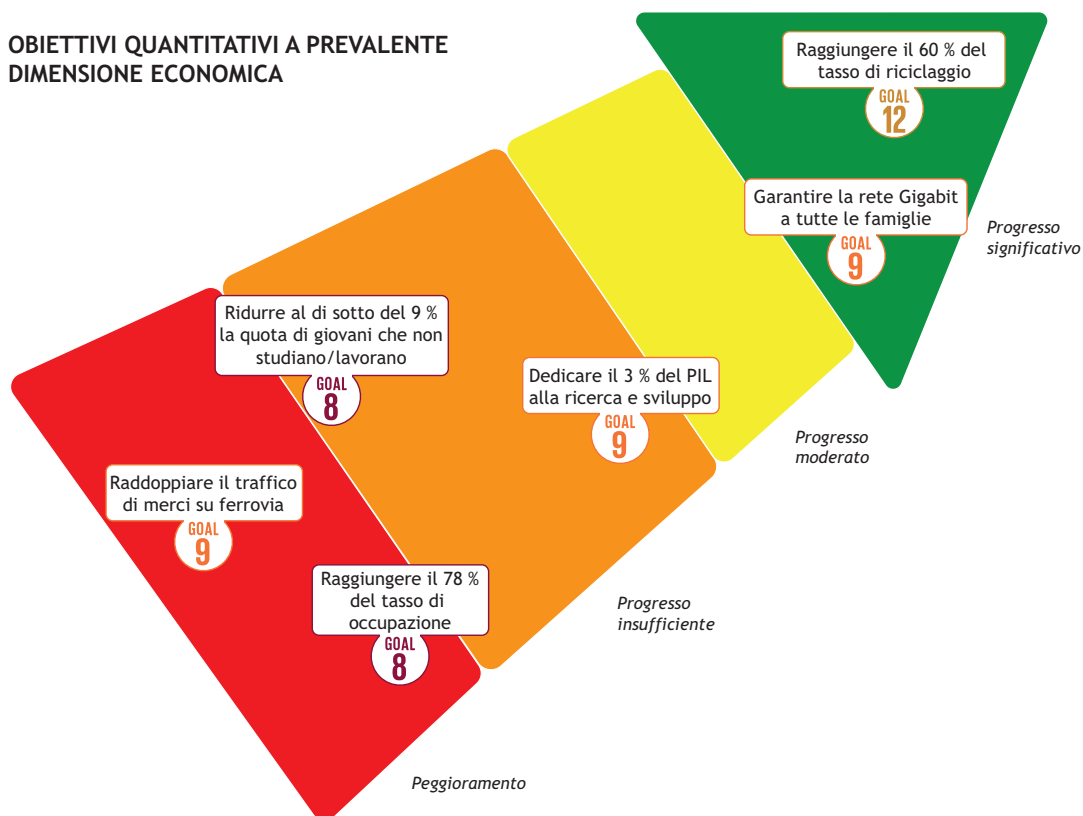 OBIETTIVI QUANTITATIVI A PREVALENTE
DIMENSIONE ECONOMICA
Raggiungere il 60 % del
tasso di riciclaggio
GOAL
12
Garantire la rete Gigabit
a tutte le famiglie
GOAL
9
Progresso
significativo
Ridurre al di sotto del 9 %
la quota di giovani che non
studiano/lavorano
GOAL
8
Dedicare il 3 % del PIL
alla ricerca e sviluppo
GOAL
9
Progresso
moderato
Raddoppiare il traffico
di merci su ferrovia
GOAL
9
Raggiungere il 78 %
del tasso di
occupazione
GOAL
8
Progresso
insufficiente
Peggioramento